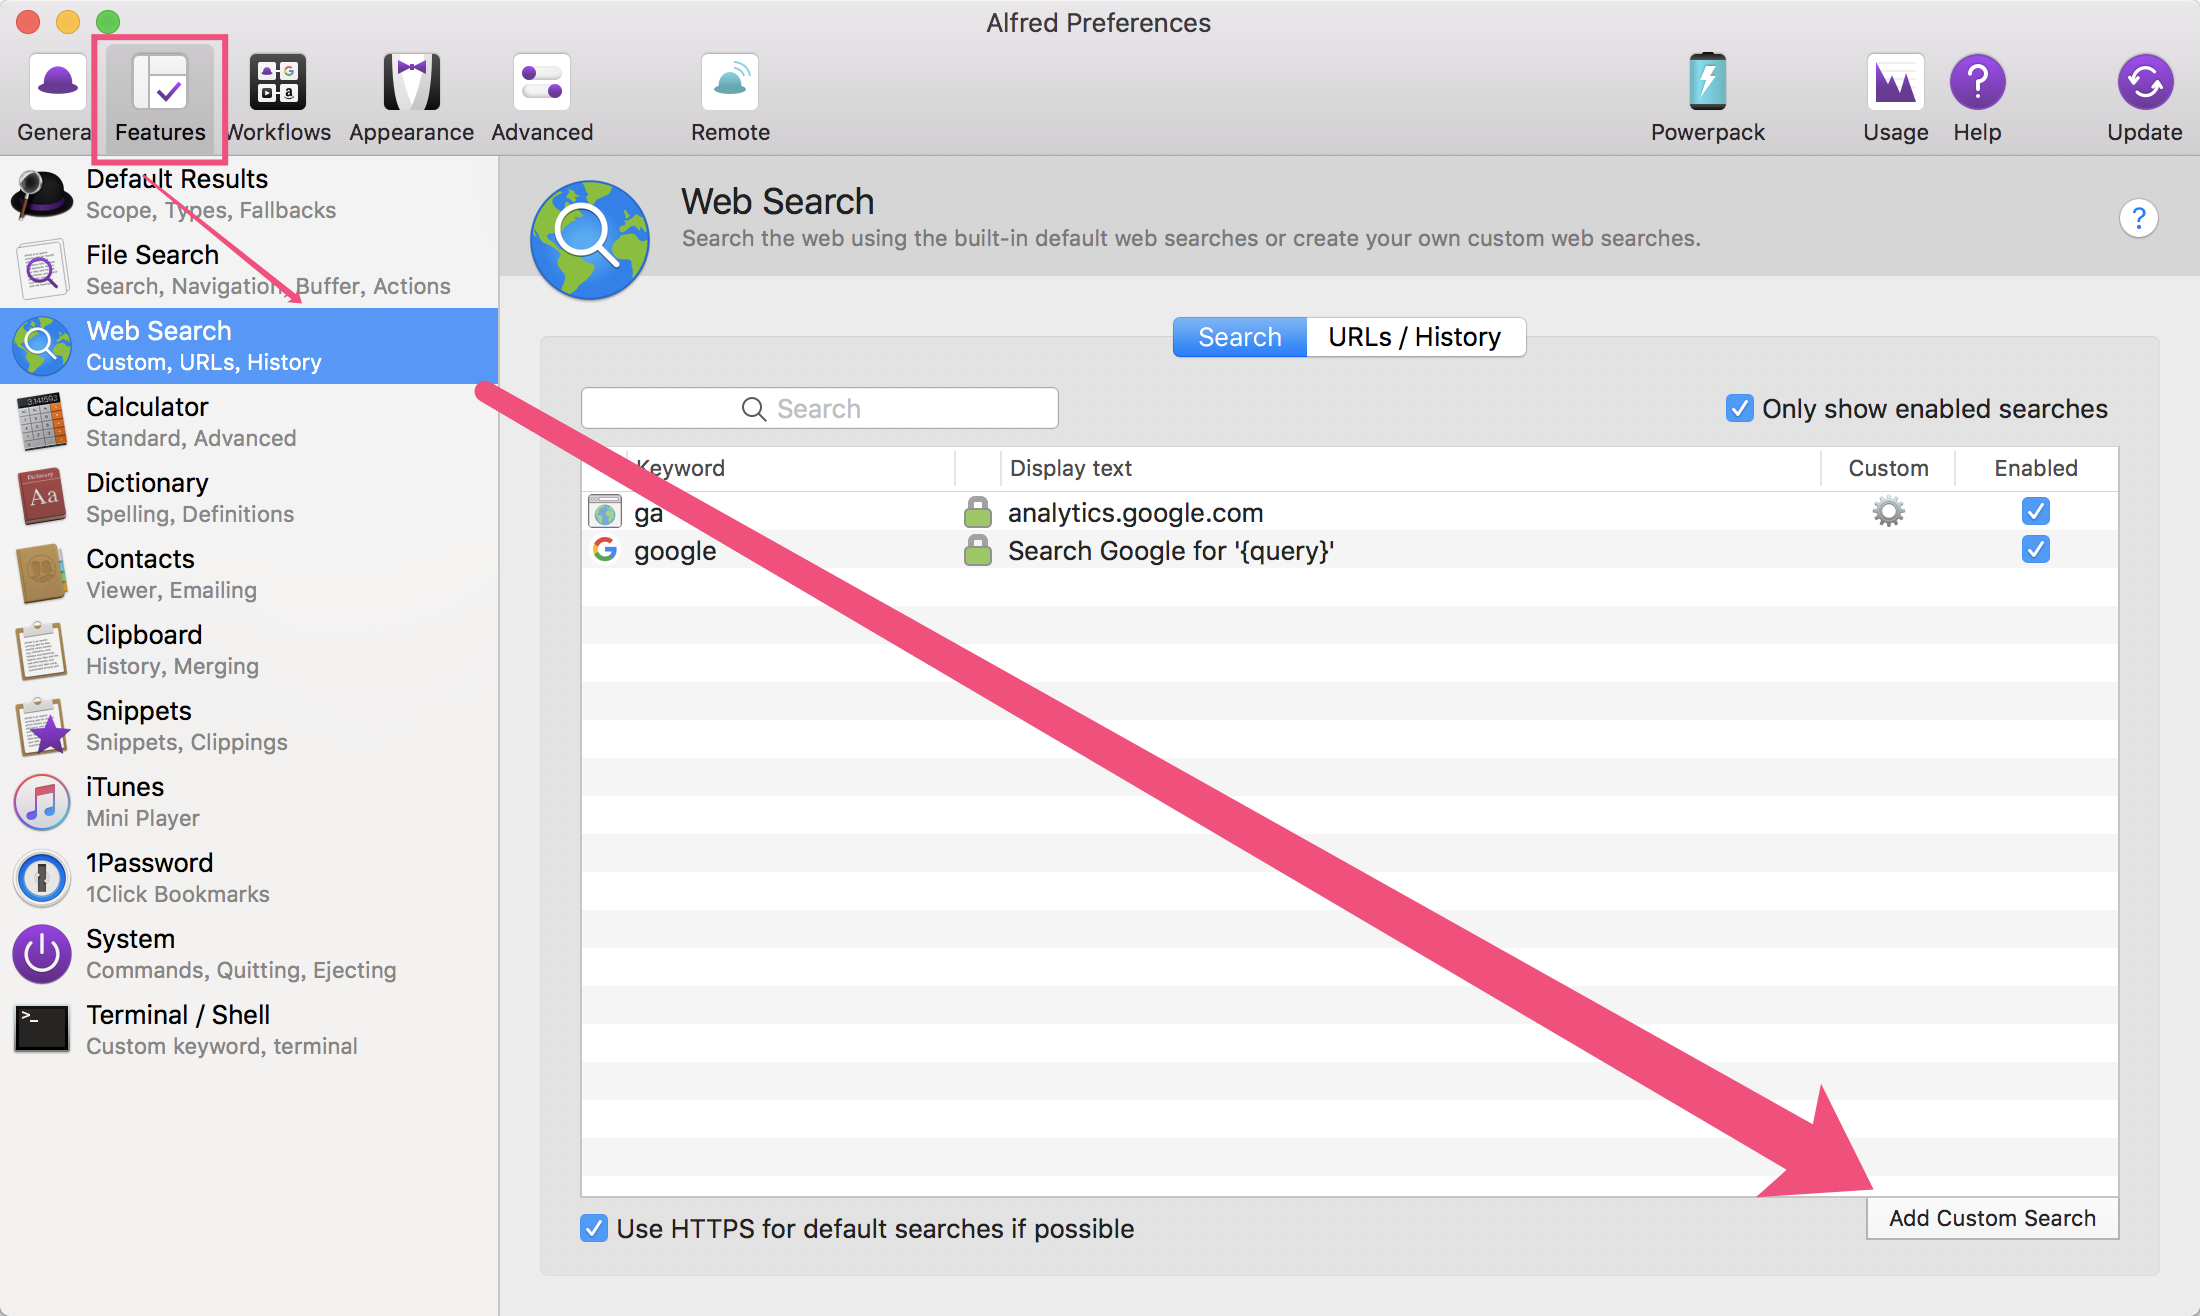 Alfred Preferences
Genera
Features
Workflows
Appearance
Advanced
Remote
Powerpack
Usage
Help
Update
Default Results
Scope, Types, Fallbacks
File Search
Search, Navigation, Buffer, Actions
Web Search
Custom, URLs, History
Calculator
Standard, Advanced
Dictionary
Spelling, Definitions
Contacts
Viewer, Emailing
Clipboard
History, Merging
Snippets
Snippets, Clippings
iTunes
Mini Player
1Password
1Click Bookmarks
System
Commands, Quitting, Ejecting
Terminal / Shell
Custom keyword, terminal
Web Search
Search the web using the built-in default web searches or create your own custom web searches.
?
Search
URLs / History
Search
Only show enabled searches
Keyword
Display text
Custom
Enabled
ga
analytics.google.com
google
Search Google for '{query}'
Use HTTPS for default searches if possible
Add Custom Search